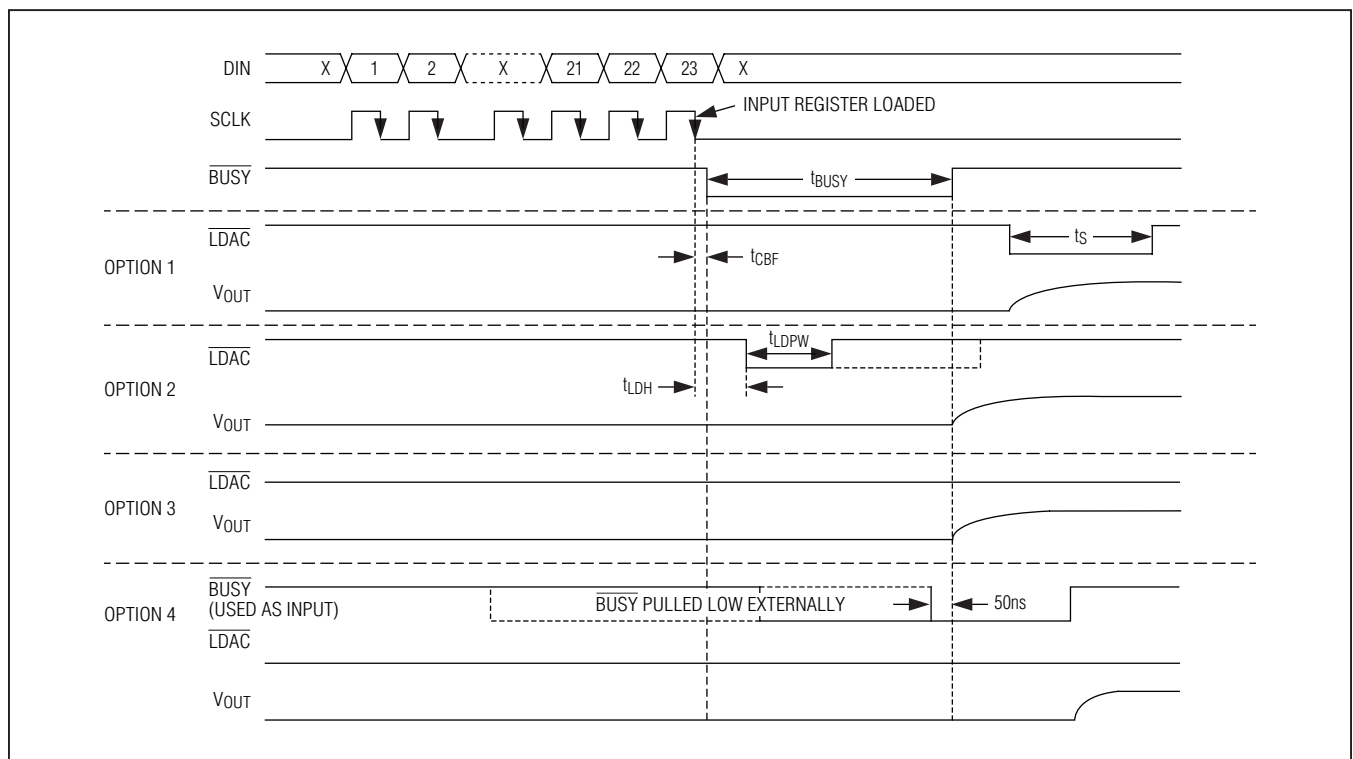 DIN X 1 2 X 21 22 23 X
SCLK INPUT REGISTER LOADED
BUSY tBUSY
OPTION 1
LDAC tS
tCBF
VOUT
OPTION 2
LDAC tLDPW
tLDH
VOUT
OPTION 3
LDAC
VOUT
OPTION 4
BUSY
(USED AS INPUT) BUSY PULLED LOW EXTERNALLY 50ns
LDAC
VOUT